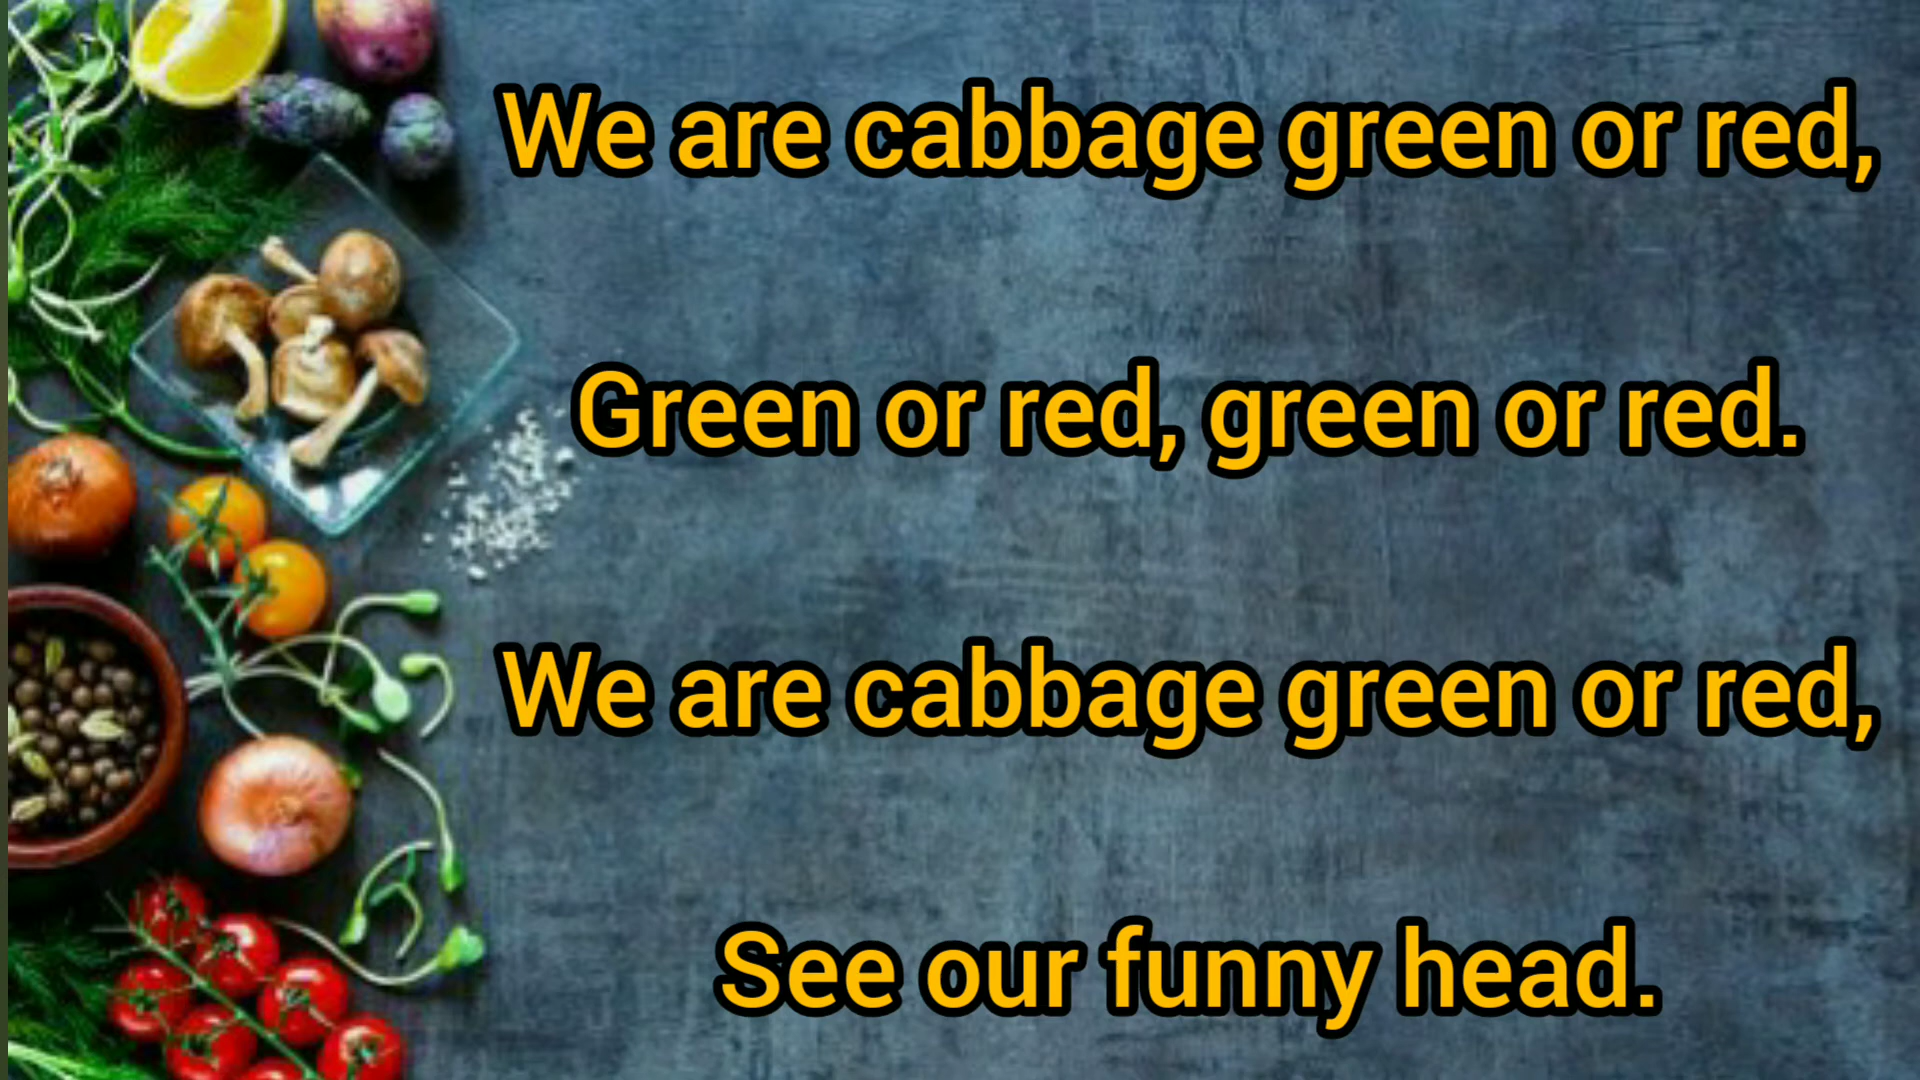 We are cabbage green or red,
Green or red, green or red.
We are cabbage green or red,
See our funny head.